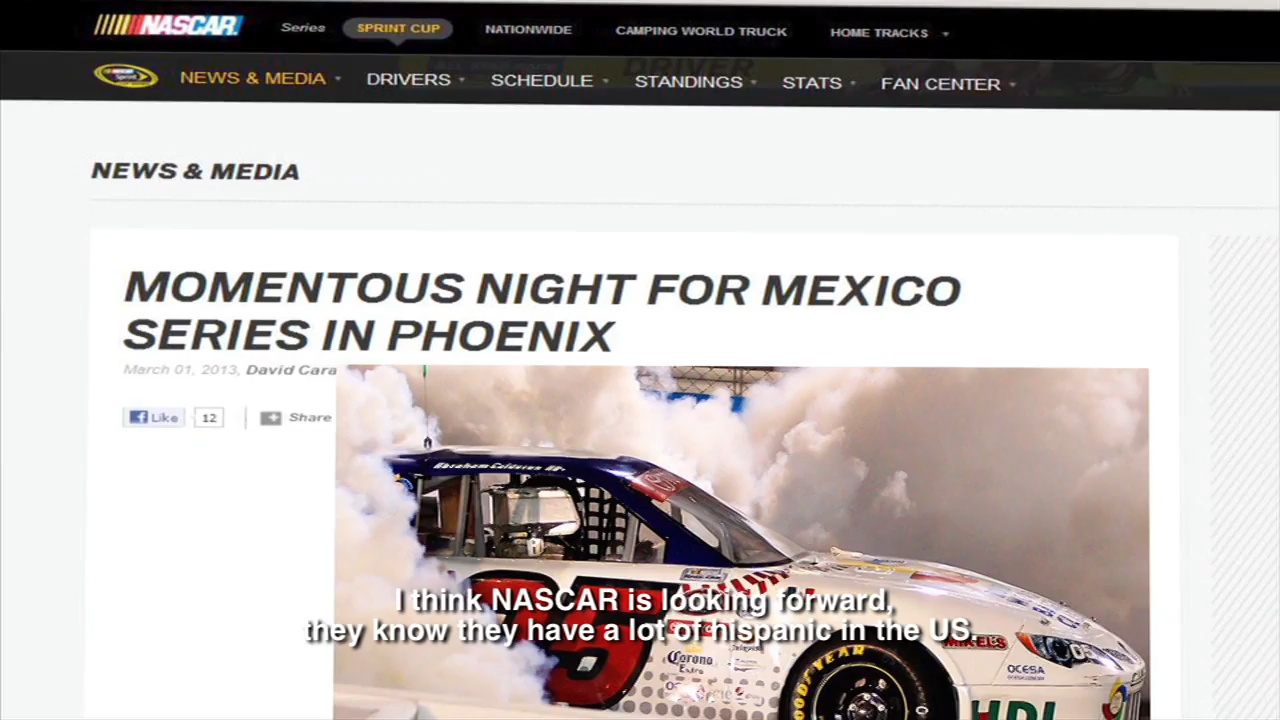 NASCAR Series SPRINT CUP NATIONWIDE CAMPING WORLD TRUCK HOME TRACKS
NEWS & MEDIA DRIVERS SCHEDULE STANDINGS STATS FAN CENTER
NEWS & MEDIA
MOMENTOUS NIGHT FOR MEXICO
SERIES IN PHOENIX
March 01, 2013, David Cara
Like 12 Share
I think NASCAR is looking forward,
they know they have a lot of hispanic in the US.
Corona
Extra
GOODYEAR
OCESA